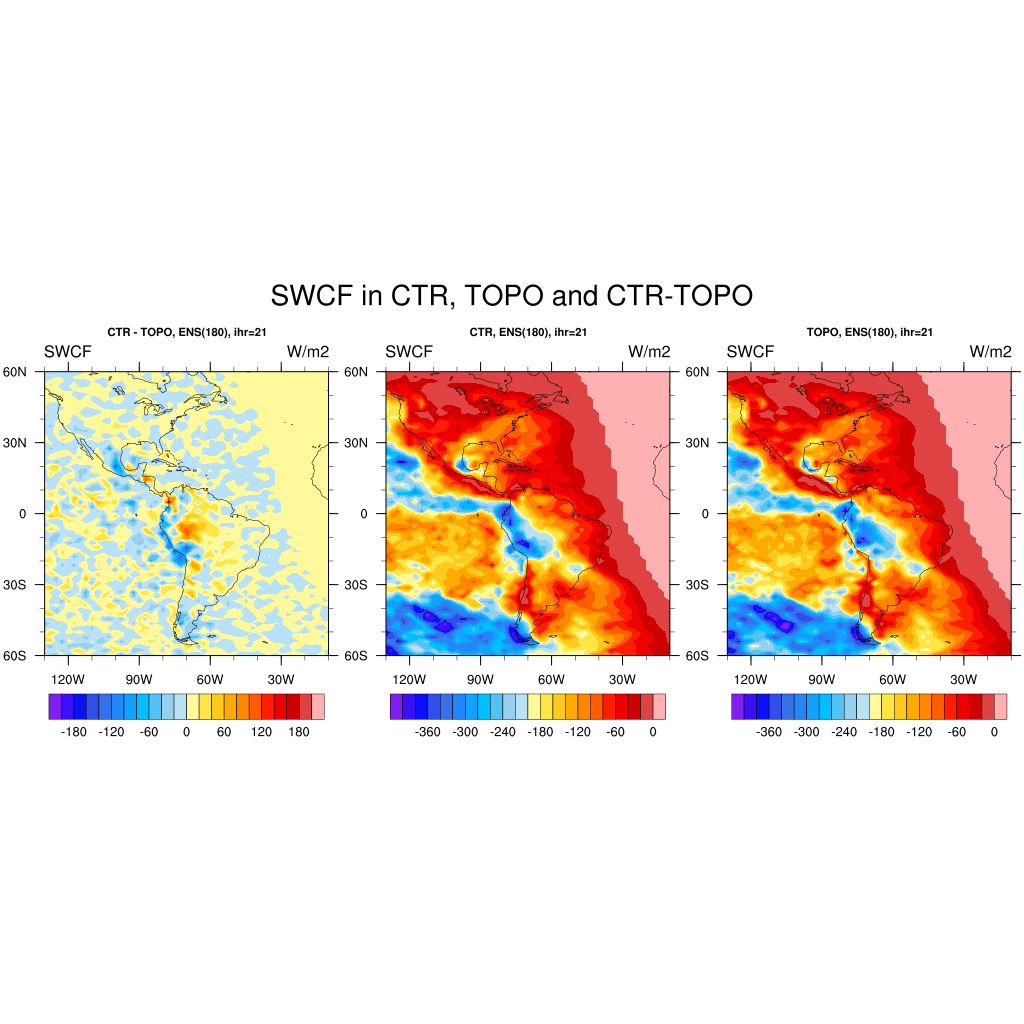 SWCF in CTR, TOPO and CTR-TOPO
CTR - TOPO, ENS(180), ihr=21
SWCF W/m2
60N
30N
0
30S
60S
120W 90W 60W 30W
-180 -120 -60 0 60 120 180
CTR, ENS(180), ihr=21
SWCF W/m2
60N
30N
0
30S
60S
120W 90W 60W 30W
-360 -300 -240 -180 -120 -60 0
TOPO, ENS(180), ihr=21
SWCF W/m2
60N
30N
0
30S
60S
120W 90W 60W 30W
-360 -300 -240 -180 -120 -60 0